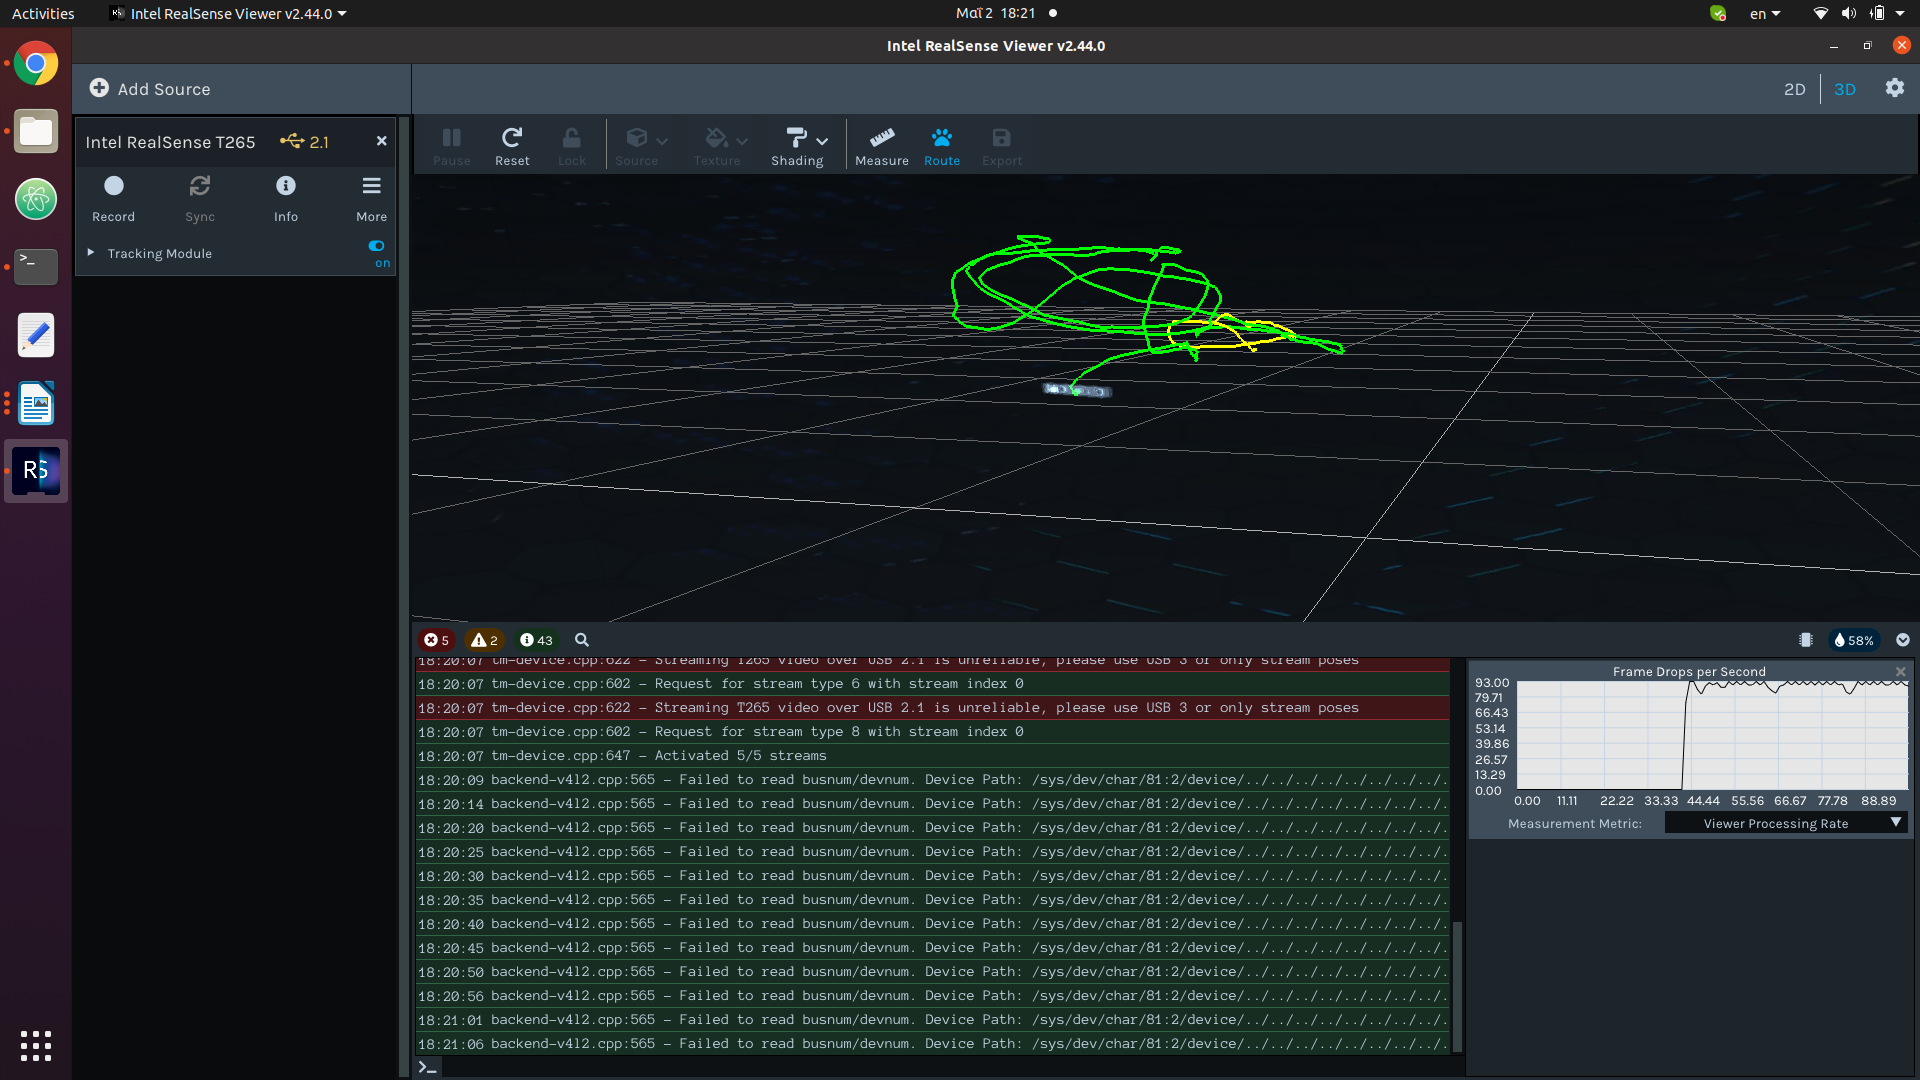 Activities
Intel RealSense Viewer v2.44.0
Μαΐ 2 18:21
en
Intel RealSense Viewer v2.44.0
Add Source
2D
3D
Intel RealSense T265
2.1
Record
Sync
Info
More
Tracking Module
on
Pause
Reset
Lock
Source
Texture
Shading
Measure
Route
Export
RS
5
2
43
58%
18:20:07 tm-device.cpp:622 - Streaming T265 video over USB 2.1 is unreliable, please use USB 3 or only stream poses
18:20:07 tm-device.cpp:602 - Request for stream type 6 with stream index 0
18:20:07 tm-device.cpp:622 - Streaming T265 video over USB 2.1 is unreliable, please use USB 3 or only stream poses
18:20:07 tm-device.cpp:602 - Request for stream type 8 with stream index 0
18:20:07 tm-device.cpp:647 - Activated 5/5 streams
18:20:09 backend-v4l2.cpp:565 - Failed to read busnum/devnum. Device Path: /sys/dev/char/81:2/device/../../../../../../../.
18:20:14 backend-v4l2.cpp:565 - Failed to read busnum/devnum. Device Path: /sys/dev/char/81:2/device/../../../../../../../.
18:20:20 backend-v4l2.cpp:565 - Failed to read busnum/devnum. Device Path: /sys/dev/char/81:2/device/../../../../../../../.
18:20:25 backend-v4l2.cpp:565 - Failed to read busnum/devnum. Device Path: /sys/dev/char/81:2/device/../../../../../../../.
18:20:30 backend-v4l2.cpp:565 - Failed to read busnum/devnum. Device Path: /sys/dev/char/81:2/device/../../../../../../../.
18:20:35 backend-v4l2.cpp:565 - Failed to read busnum/devnum. Device Path: /sys/dev/char/81:2/device/../../../../../../../.
18:20:40 backend-v4l2.cpp:565 - Failed to read busnum/devnum. Device Path: /sys/dev/char/81:2/device/../../../../../../../.
18:20:45 backend-v4l2.cpp:565 - Failed to read busnum/devnum. Device Path: /sys/dev/char/81:2/device/../../../../../../../.
18:20:50 backend-v4l2.cpp:565 - Failed to read busnum/devnum. Device Path: /sys/dev/char/81:2/device/../../../../../../../.
18:20:56 backend-v4l2.cpp:565 - Failed to read busnum/devnum. Device Path: /sys/dev/char/81:2/device/../../../../../../../.
18:21:01 backend-v4l2.cpp:565 - Failed to read busnum/devnum. Device Path: /sys/dev/char/81:2/device/../../../../../../../.
18:21:06 backend-v4l2.cpp:565 - Failed to read busnum/devnum. Device Path: /sys/dev/char/81:2/device/../../../../../../../.
Frame Drops per Second
93.00
79.71
66.43
53.14
39.86
26.57
13.29
0.00
0.00 11.11 22.22 33.33 44.44 55.56 66.67 77.78 88.89
Measurement Metric:
Viewer Processing Rate